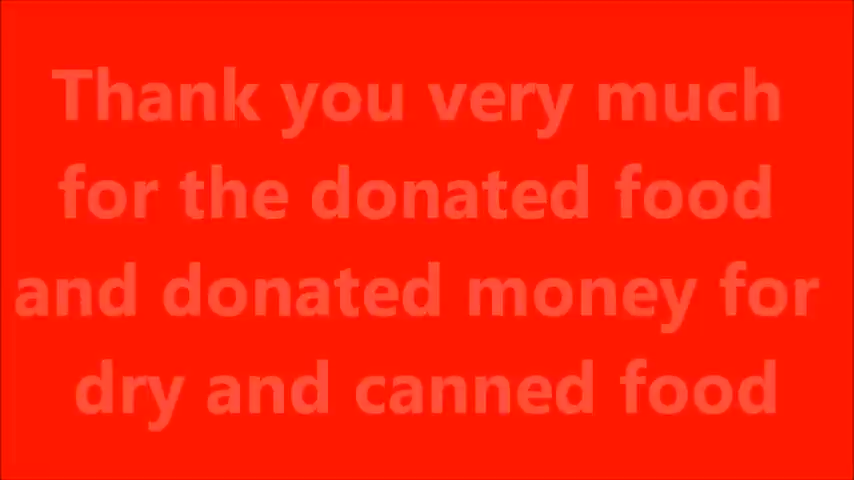 Thank you very much
for the donated food
and donated money for
dry and canned food